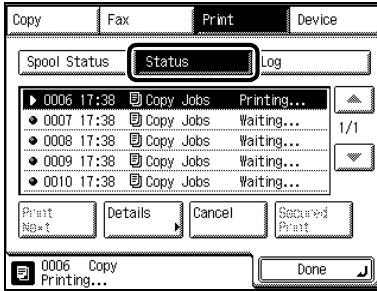 Copy Fax Print Device
Spool Status Status Log
0006 17:38 Copy Jobs Printing...
0007 17:38 Copy Jobs Waiting...
0008 17:38 Copy Jobs Waiting...
0009 17:38 Copy Jobs Waiting...
0010 17:38 Copy Jobs Waiting...
1/1
Print Next Details Cancel Secured Print
0006 Copy
Printing...
Done